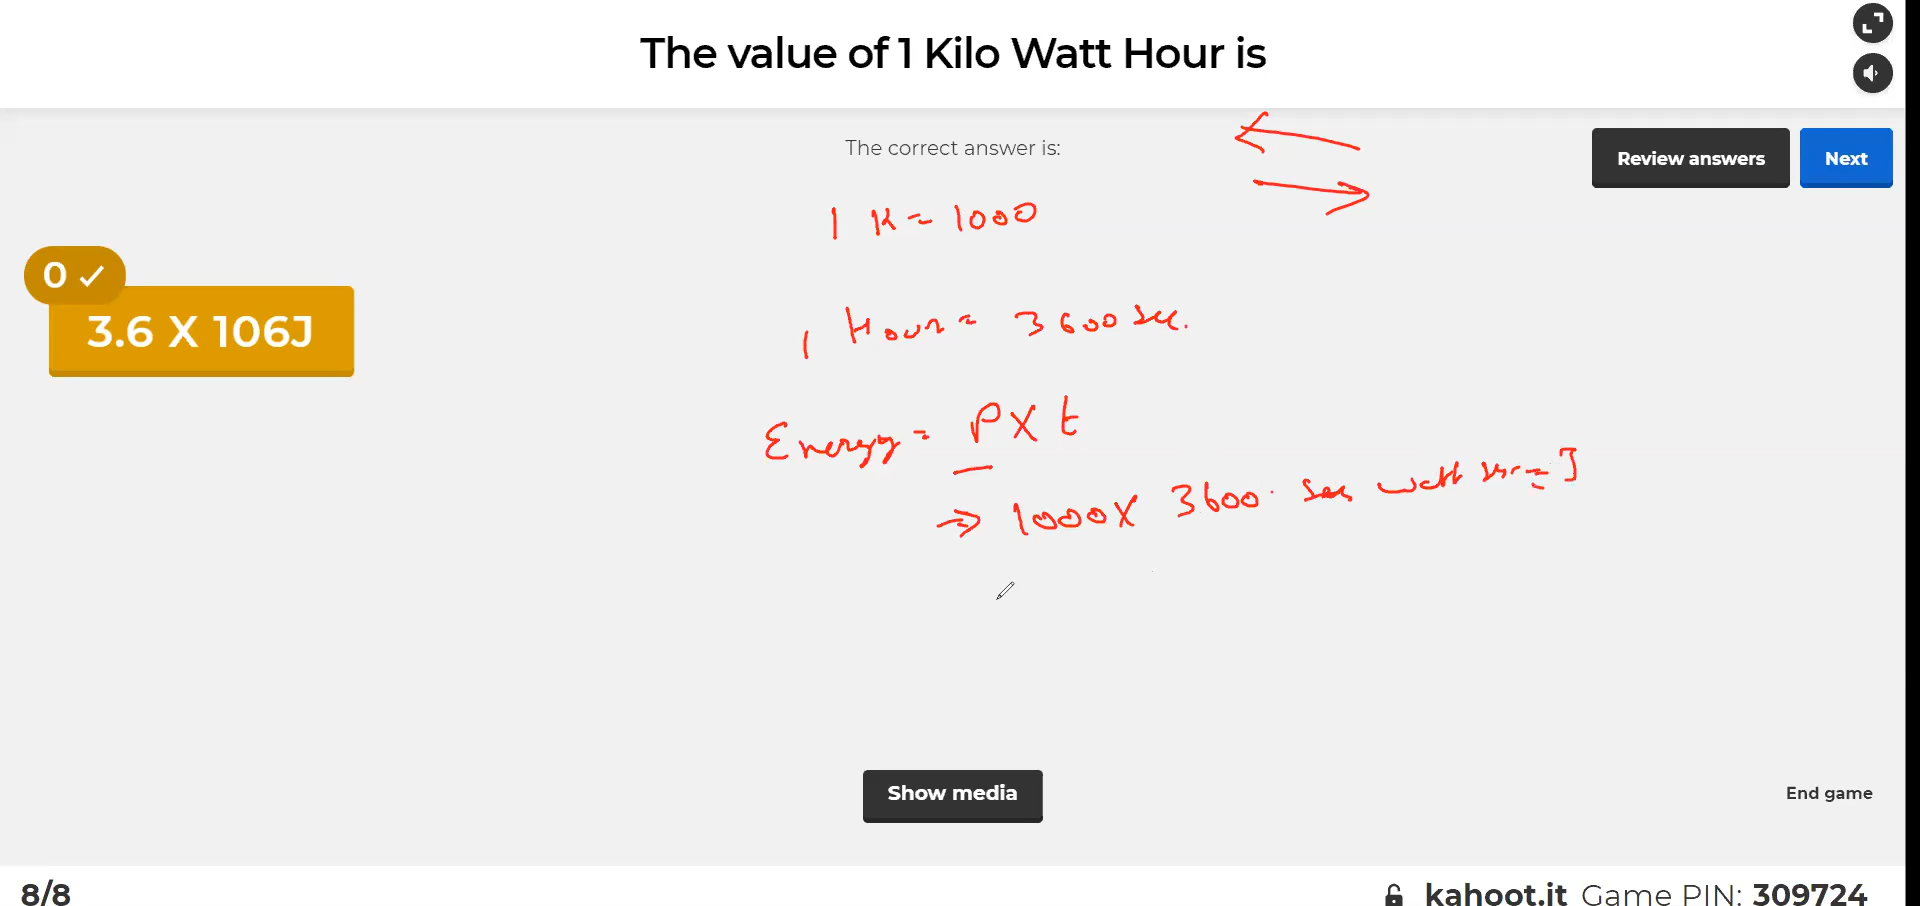 The value of 1 Kilo Watt Hour is
The correct answer is:
Review answers
Next
1 K = 1000
0
3.6 X 106J
1 Hour = 3600 sec.
Energy = P X t
⇒ 1000 X 3600 watt sec = J
Show media
End game
8/8
kahoot.it Game PIN: 309724